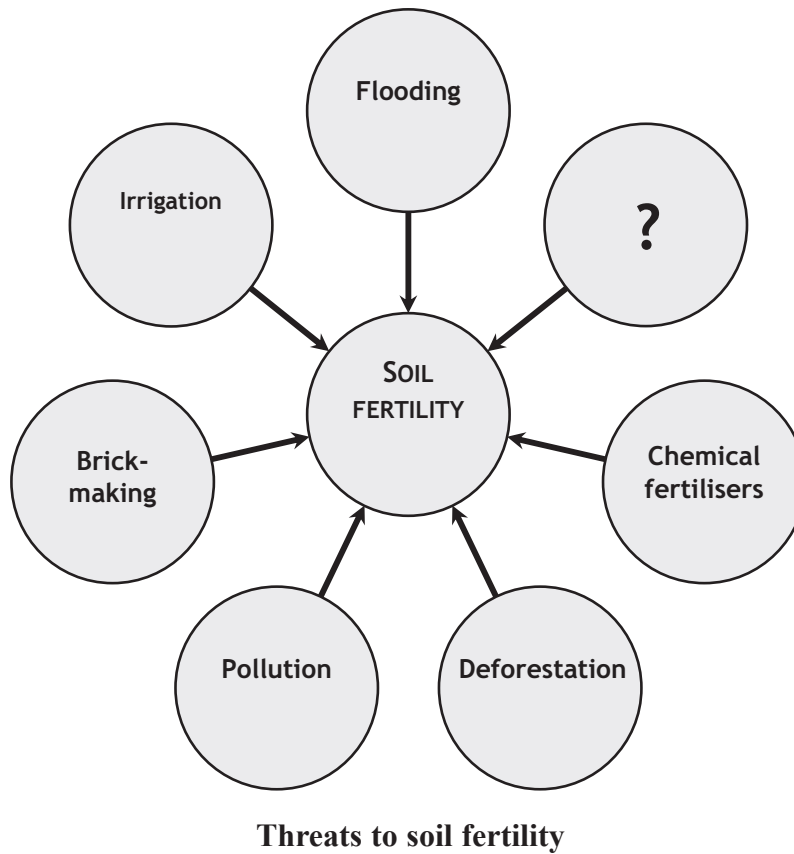 Flooding
Irrigation
?
SOIL
FERTILITY
Brick-
making
Chemical
fertilisers
Pollution
Deforestation
Threats to soil fertility